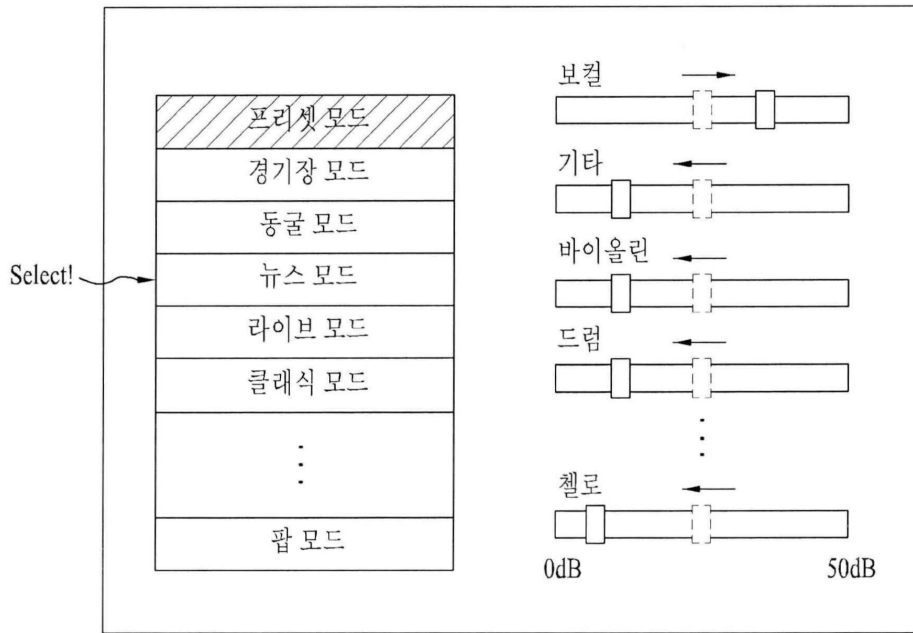 프리셋 모드
경기장 모드
동굴 모드
Select!
뉴스 모드
라이브 모드
클래식 모드
팝 모드
보컬
기타
바이올린
드럼
첼로
0dB
50dB